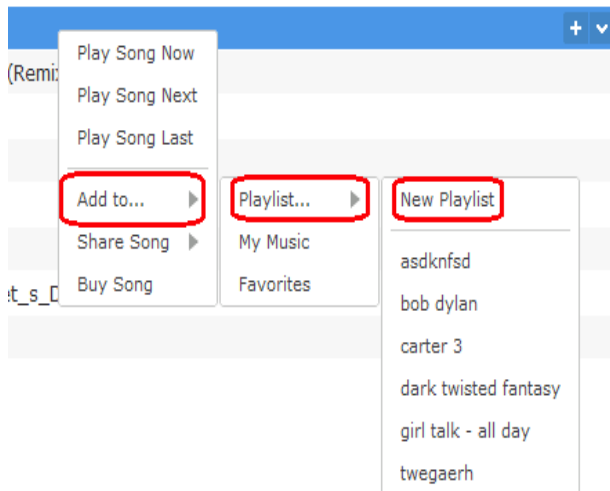 (Remix
Play Song Now
Play Song Next
Play Song Last
Add to...
Share Song
Buy Song
Playlist...
My Music
Favorites
New Playlist
asdknfsd
bob dylan
carter 3
dark twisted fantasy
girl talk - all day
twegaerh
et_s_D